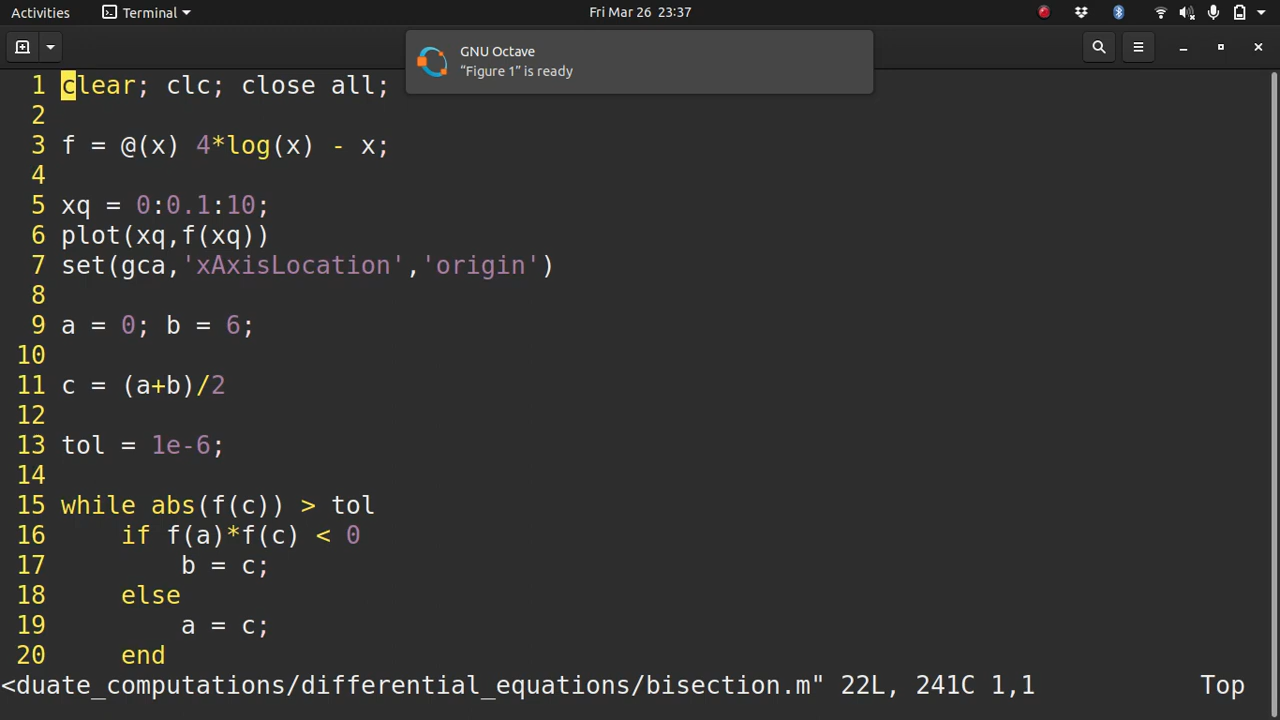 Activities Terminal Fri Mar 26 23:37
GNU Octave
“Figure 1” is ready
1 clear; clc; close all;
2
3 f = @(x) 4*log(x) - x;
4
5 xq = 0:0.1:10;
6 plot(xq,f(xq))
7 set(gca,'xAxisLocation','origin')
8
9 a = 0; b = 6;
10
11 c = (a+b)/2
12
13 tol = 1e-6;
14
15 while abs(f(c)) > tol
16 if f(a)*f(c) < 0
17 b = c;
18 else
19 a = c;
20 end
<duate_computations/differential_equations/bisection.m" 22L, 241C 1,1 Top